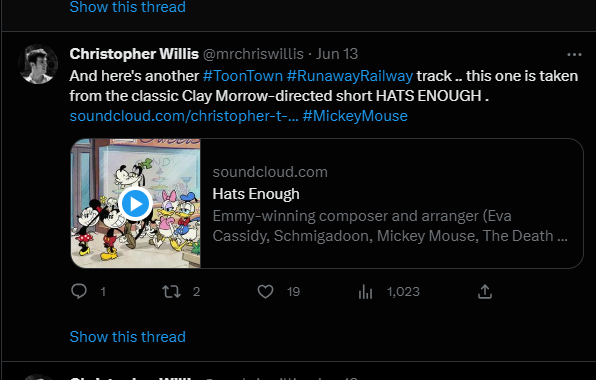 Show this thread
Christopher Willis @mrchriswillis · Jun 13
And here's another #ToonTown #RunawayRailway track .. this one is taken
from the classic Clay Morrow-directed short HATS ENOUGH .
soundcloud.com/christopher-t-... #MickeyMouse
soundcloud.com
Hats Enough
Emmy-winning composer and arranger (Eva
Cassidy, Schmigadoon, Mickey Mouse, The Death ...
1 2 19 1,023
Show this thread